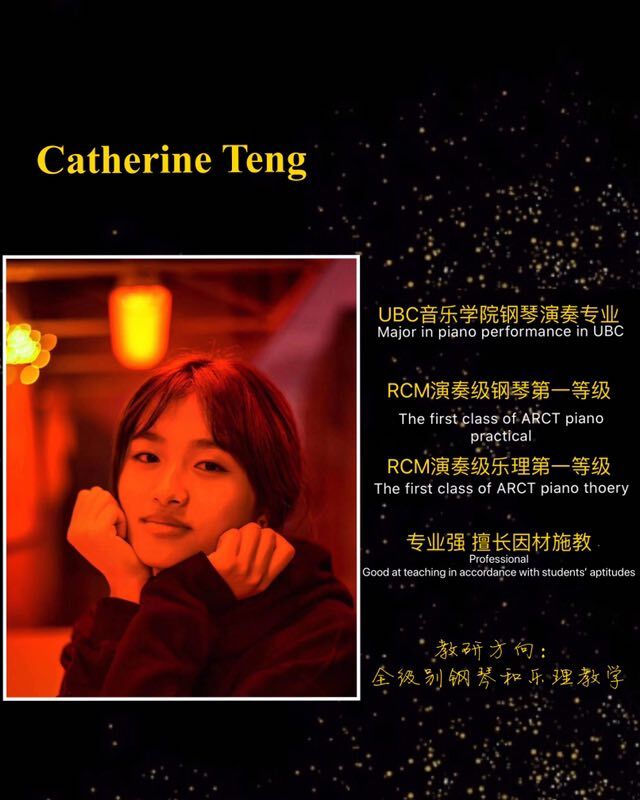 Catherine Teng
UBC音乐学院钢琴演奏专业
Major in piano performance in UBC
RCM演奏级钢琴第一等级
The first class of ARCT piano
practical
RCM演奏级乐理第一等级
The first class of ARCT piano thoery
专业强 擅长因材施教
Professional
Good at teaching in accordance with students’ aptitudes
教研方向：
全级别钢琴和乐理教学